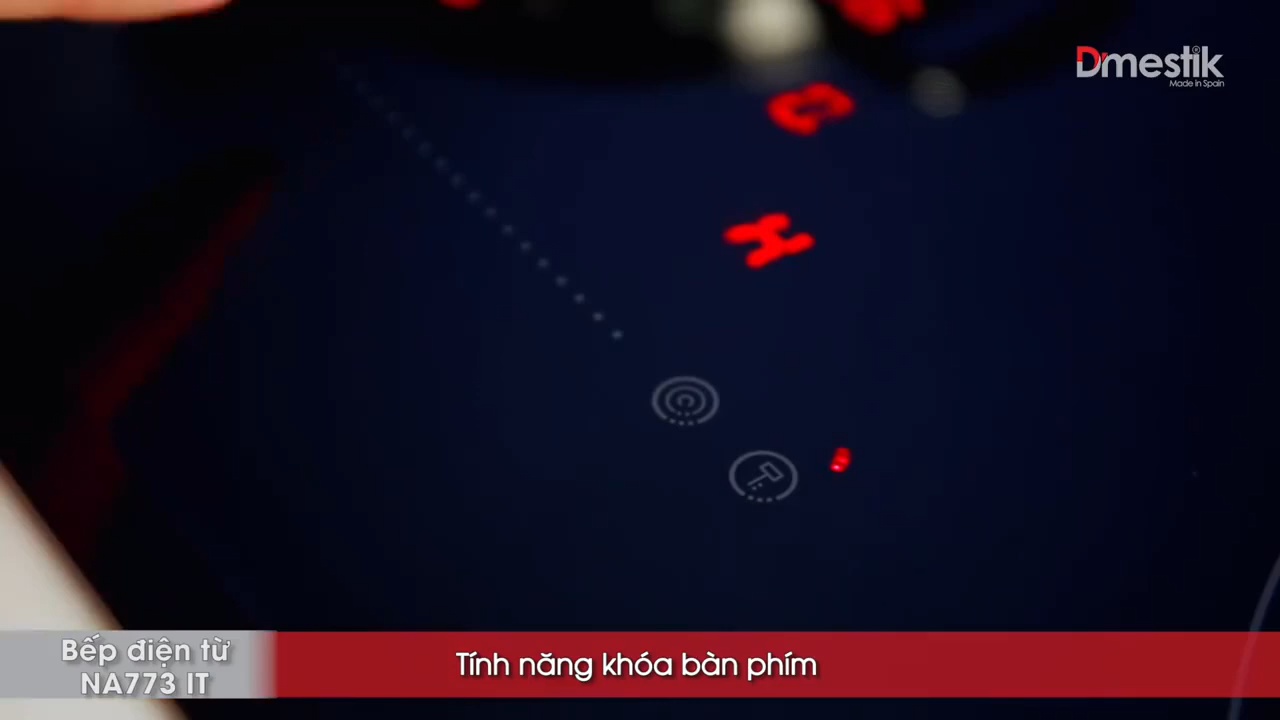 Dmestik
Made in Spain
H
Bếp điện từ
NA773 IT
Tính năng khóa bàn phím